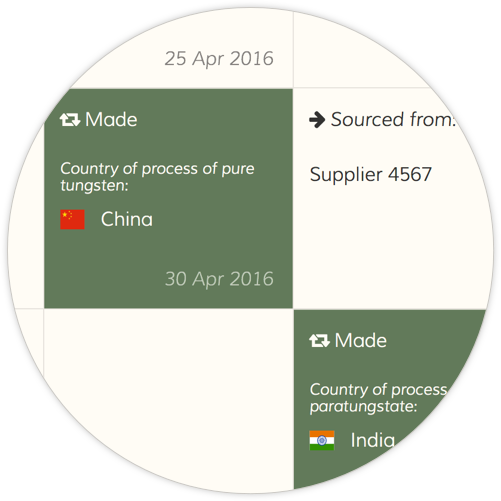 25 Apr 2016
Made
Country of process of pure
tungsten:
China
30 Apr 2016
Sourced from:
Supplier 4567
Made
Country of process
paratungstate:
India